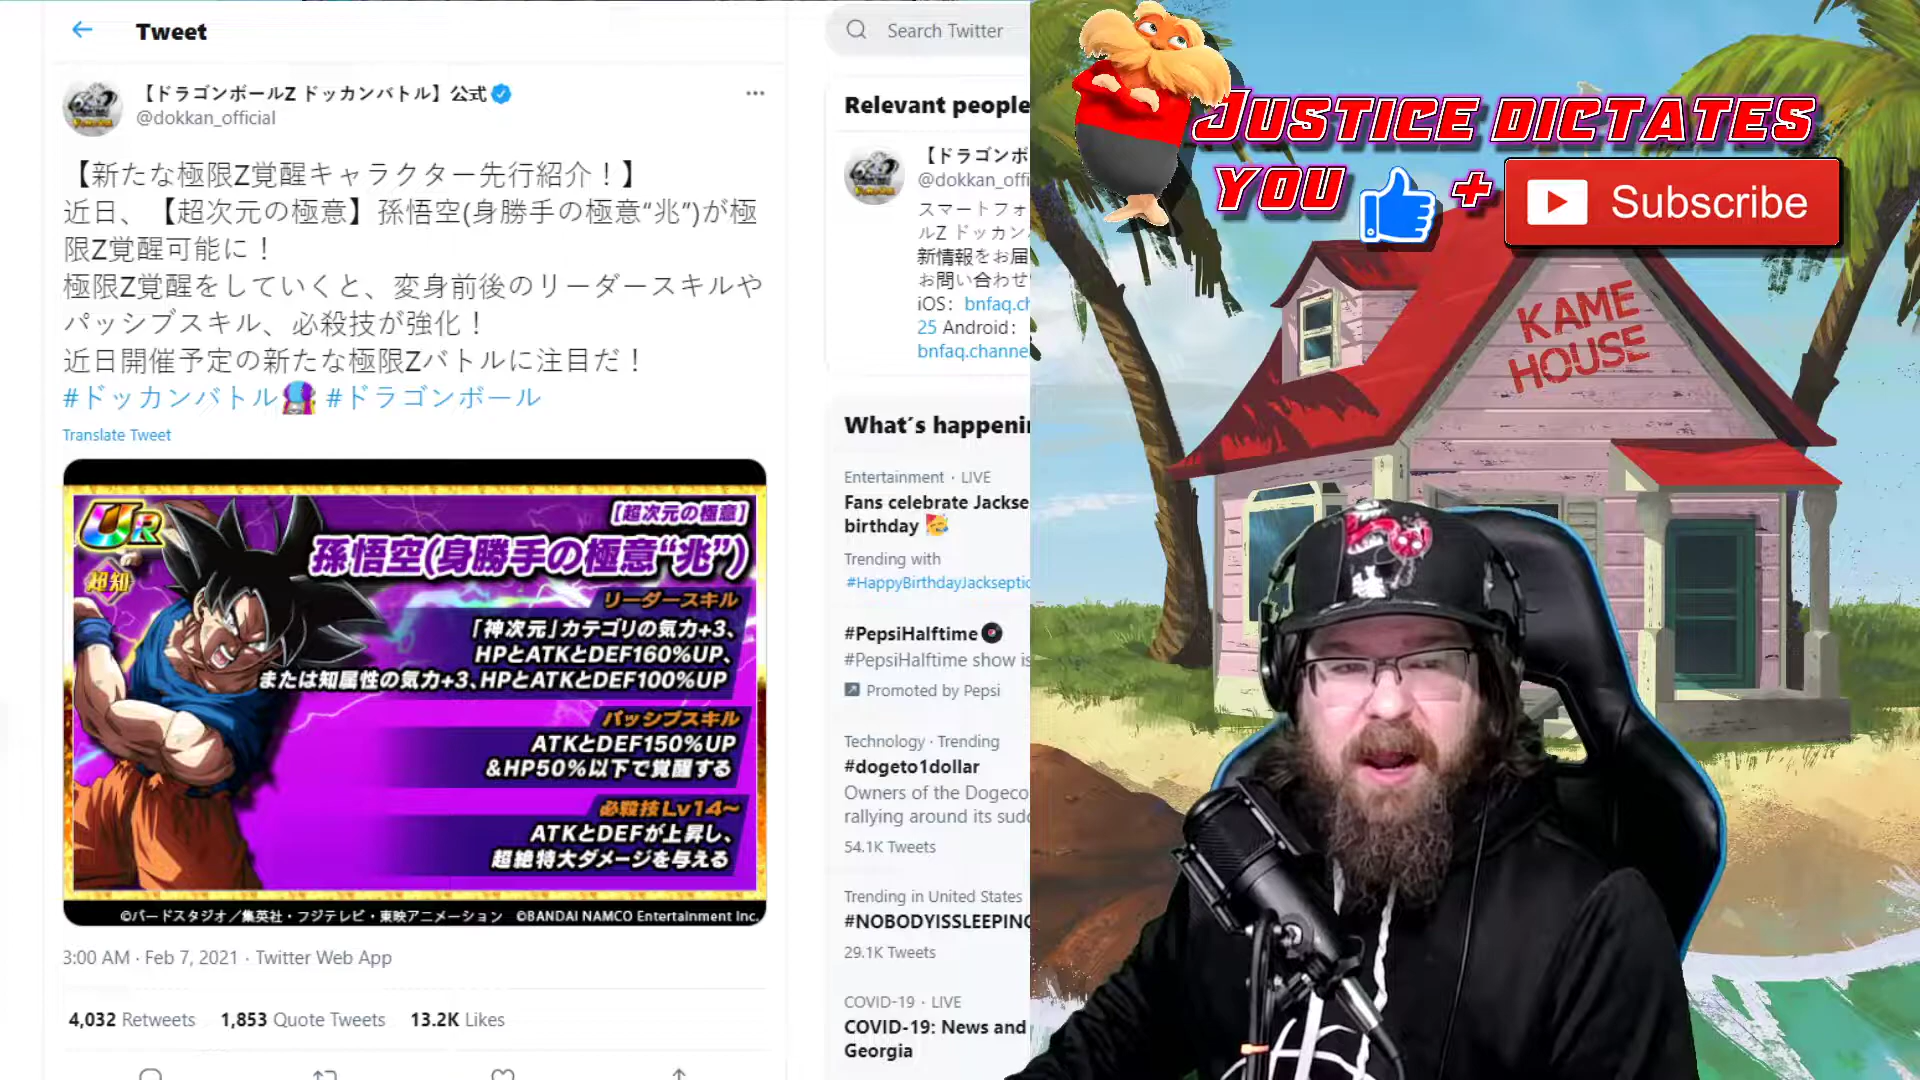 Tweet
【ドラゴンボールZ ドッカンバトル】公式
@dokkan_official
【新たな極限Z覚醒キャラクター先行紹介！】
近日、【超次元の極意】孫悟空(身勝手の極意“兆”)が極
限Z覚醒可能に！
極限Z覚醒をしていくと、変身前後のリーダースキルや
パッシブスキル、必殺技が強化！
近日開催予定の新たな極限Zバトルに注目だ！
#ドッカンバトル #ドラゴンボール
Translate Tweet
UR
超知
【超次元の極意】
孫悟空(身勝手の極意“兆”)
リーダースキル
「神次元」カテゴリの気力+3、
HPとATKとDEF160%UP、
または知属性の気力+3、HPとATKとDEF100%UP
パッシブスキル
ATKとDEF150%UP
&HP50%以下で覚醒する
必殺技Lv14~
ATKとDEFが上昇し、
超絶特大ダメージを与える
©バードスタジオ／集英社・フジテレビ・東映アニメーション ©BANDAI NAMCO Entertainment Inc.
3:00 AM · Feb 7, 2021 · Twitter Web App
4,032 Retweets 1,853 Quote Tweets 13.2K Likes
Search Twitter
Relevant people
【ドラゴンボ
@dokkan_offi
スマートフォ
ルZ ドッカン
新情報をお届
お問い合わせ
iOS： bnfaq.ch
25 Android：
bnfaq.channe
What's happenin
Entertainment · LIVE
Fans celebrate Jackse
birthday
Trending with
#HappyBirthdayJackseptic
#PepsiHalftime
#PepsiHalftime show is
Promoted by Pepsi
Technology · Trending
#dogeto1dollar
Owners of the Dogeco
rallying around its sudd
54.1K Tweets
Trending in United States
#NOBODYISSLEEPING
29.1K Tweets
COVID-19 · LIVE
COVID-19: News and
Georgia
JUSTICE DICTATES
YOU + Subscribe
KAME
HOUSE